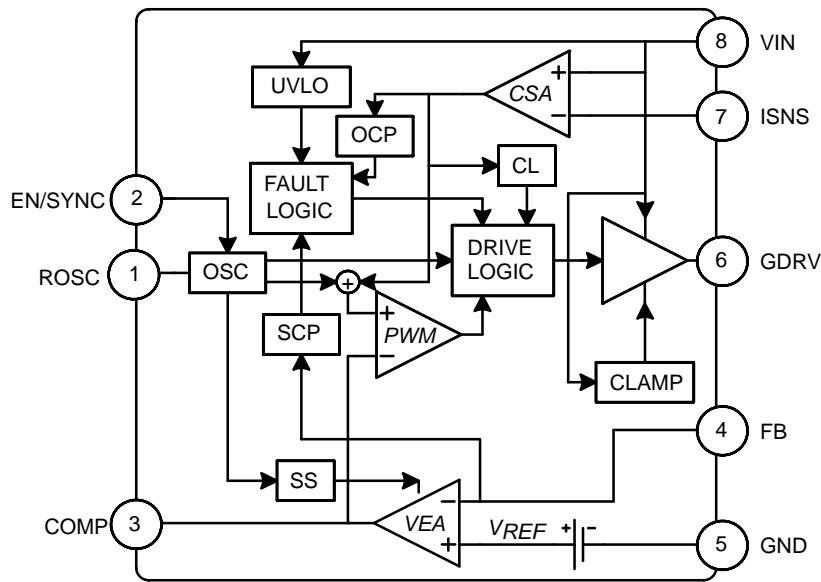 8 VIN
UVLO
+
CSA
−
7 ISNS
OCP
CL
EN/SYNC 2
FAULT
LOGIC
DRIVE
LOGIC
ROSC 1
OSC
+
6 GDRV
+
PWM
−
SCP
CLAMP
4 FB
SS
−
VEA
+
COMP 3
VREF
+ −
5 GND